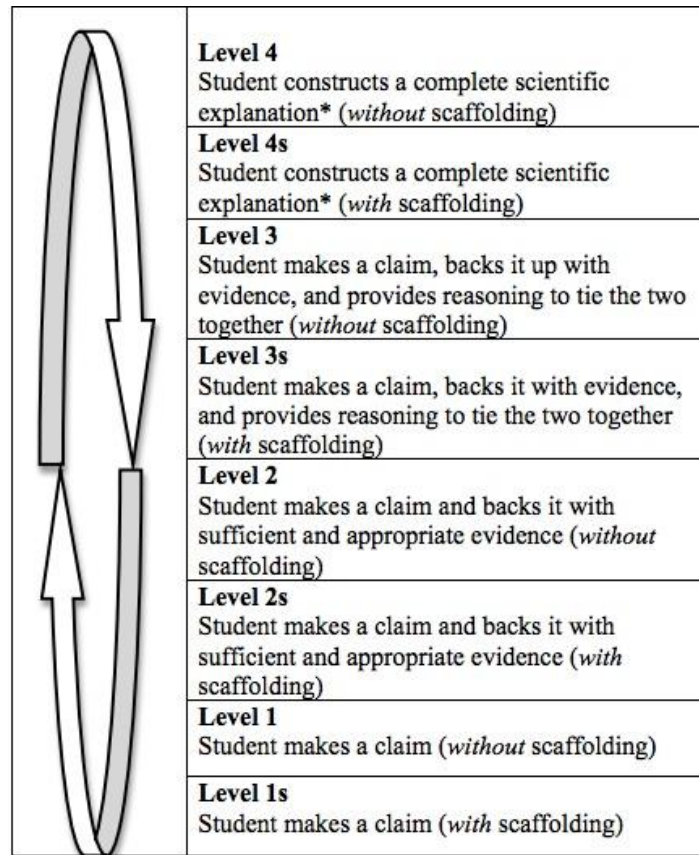 Level 4
Student constructs a complete scientific
explanation* (without scaffolding)
Level 4s
Student constructs a complete scientific
explanation* (with scaffolding)
Level 3
Student makes a claim, backs it up with
evidence, and provides reasoning to tie the two
together (without scaffolding)
Level 3s
Student makes a claim, backs it with evidence,
and provides reasoning to tie the two together
(with scaffolding)
Level 2
Student makes a claim and backs it with
sufficient and appropriate evidence (without
scaffolding)
Level 2s
Student makes a claim and backs it with
sufficient and appropriate evidence (with
scaffolding)
Level 1
Student makes a claim (without scaffolding)
Level 1s
Student makes a claim (with scaffolding)